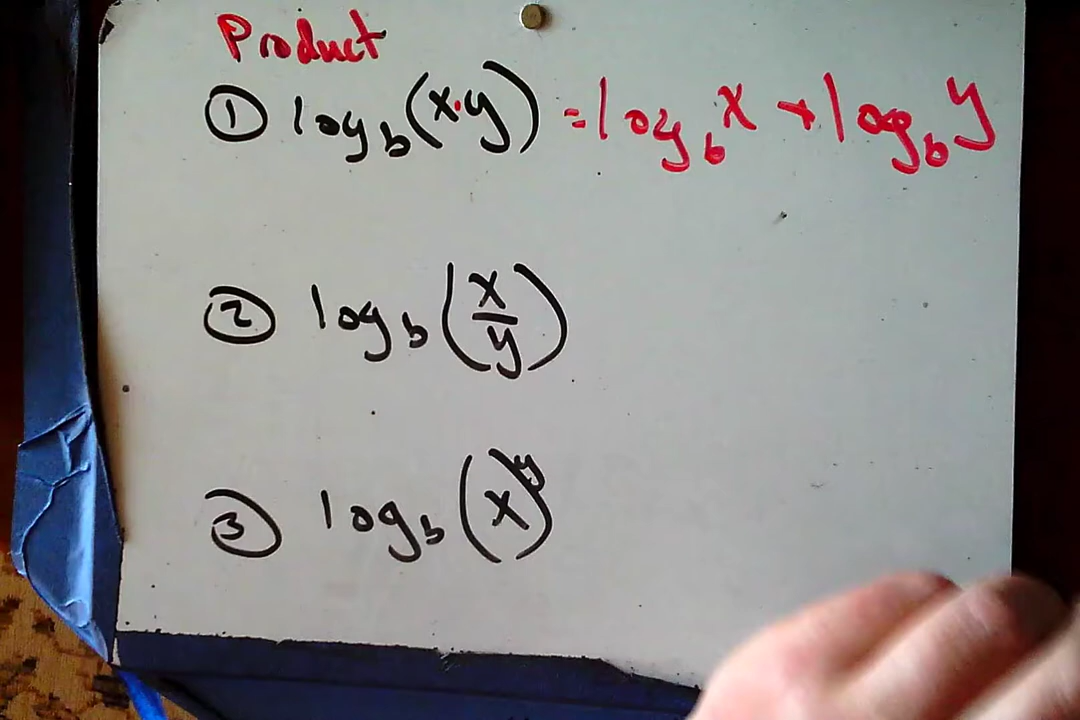 Product
① log_b(x·y) = log_b x + log_b y
② log_b(x/y)
③ log_b(x)^y